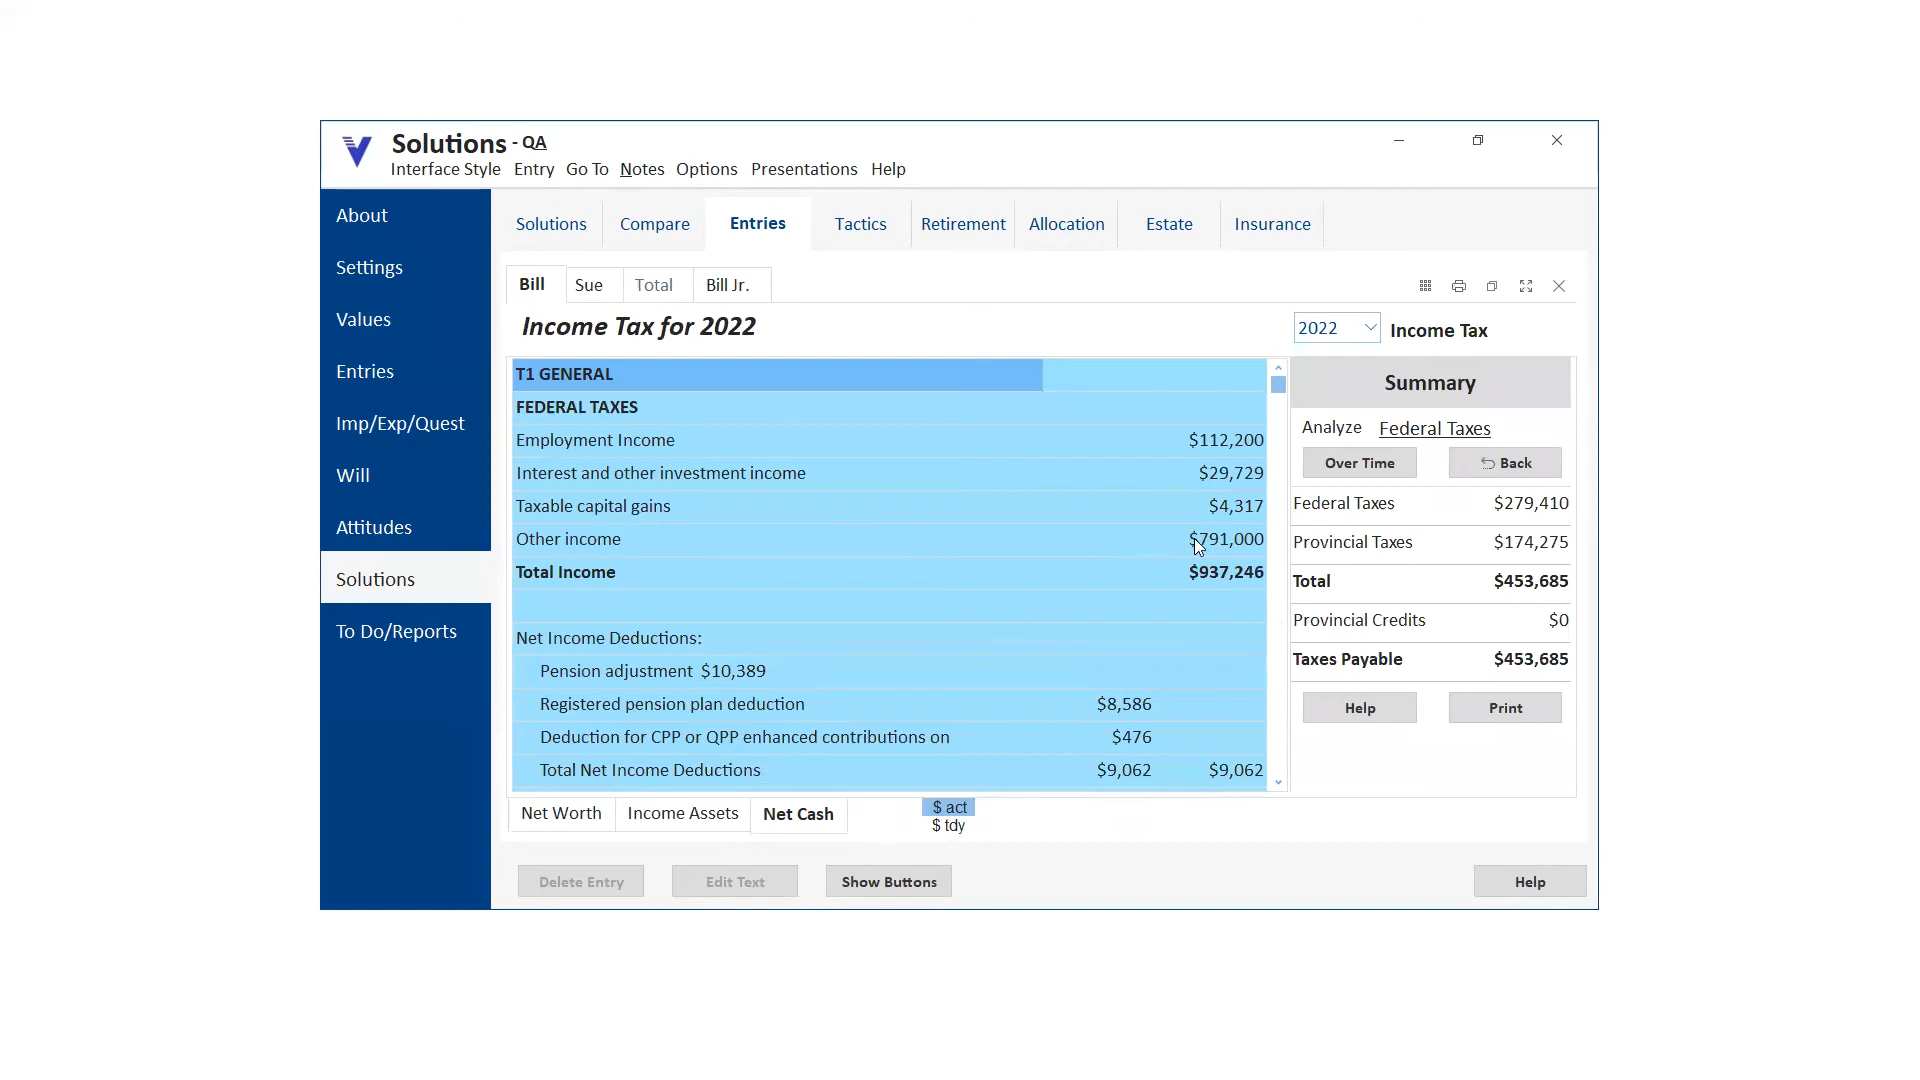 Solutions - QA
Interface Style Entry Go To Notes Options Presentations Help
About
Settings
Values
Entries
Imp/Exp/Quest
Will
Attitudes
Solutions
To Do/Reports
Solutions Compare Entries Tactics Retirement Allocation Estate Insurance
Bill Sue Total Bill Jr.
Income Tax for 2022
2022 Income Tax
T1 GENERAL
FEDERAL TAXES
Employment Income $112,200
Interest and other investment income $29,729
Taxable capital gains $4,317
Other income $791,000
Total Income $937,246
Net Income Deductions:
Pension adjustment $10,389
Registered pension plan deduction $8,586
Deduction for CPP or QPP enhanced contributions on $476
Total Net Income Deductions $9,062 $9,062
Summary
Analyze Federal Taxes
Over Time Back
Federal Taxes $279,410
Provincial Taxes $174,275
Total $453,685
Provincial Credits $0
Taxes Payable $453,685
Help Print
Net Worth Income Assets Net Cash
$ act
$ tdy
Delete Entry Edit Text Show Buttons Help